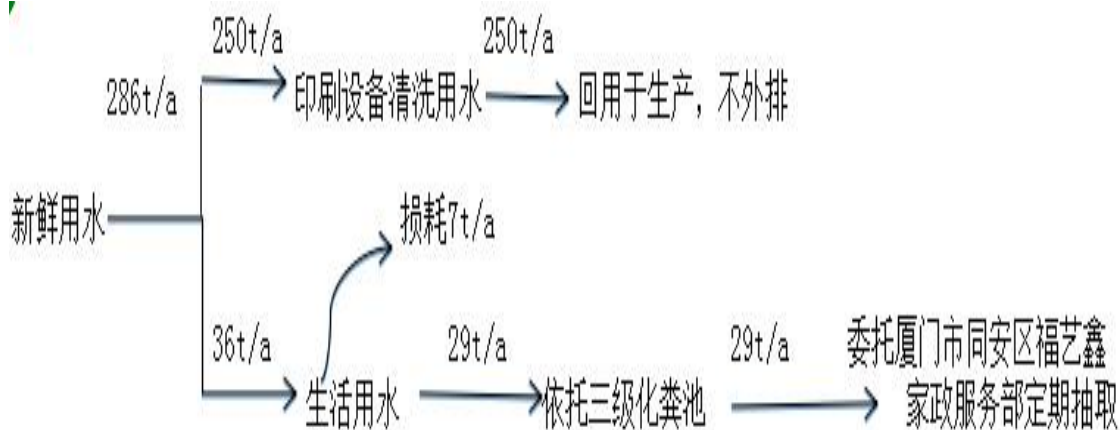 250t/a
250t/a
286t/a
印刷设备清洗用水
回用于生产，不外排
新鲜用水
损耗7t/a
36t/a
29t/a
29t/a
委托厦门市同安区福艺鑫
家政服务部定期抽取
生活用水
依托三级化粪池